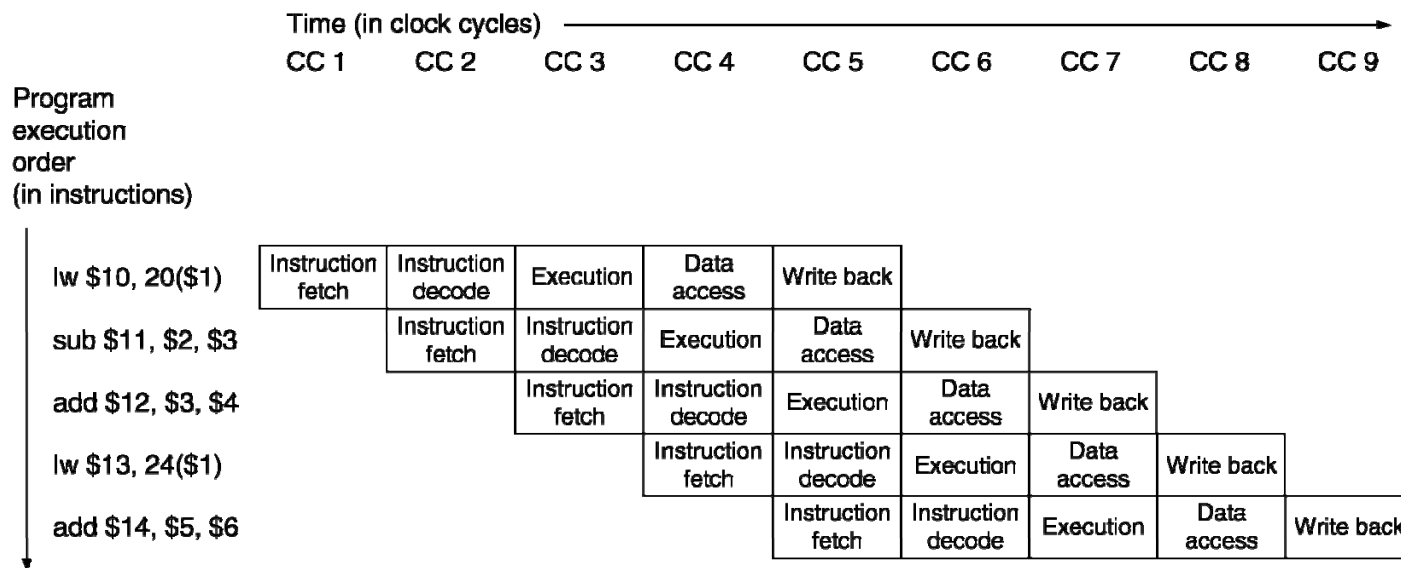 Time (in clock cycles)
CC 1 CC 2 CC 3 CC 4 CC 5 CC 6 CC 7 CC 8 CC 9
Program
execution
order
(in instructions)
lw $10, 20($1)
Instruction
fetch
Instruction
decode
Execution
Data
access
Write back
sub $11, $2, $3
Instruction
fetch
Instruction
decode
Execution
Data
access
Write back
add $12, $3, $4
Instruction
fetch
Instruction
decode
Execution
Data
access
Write back
lw $13, 24($1)
Instruction
fetch
Instruction
decode
Execution
Data
access
Write back
add $14, $5, $6
Instruction
fetch
Instruction
decode
Execution
Data
access
Write back